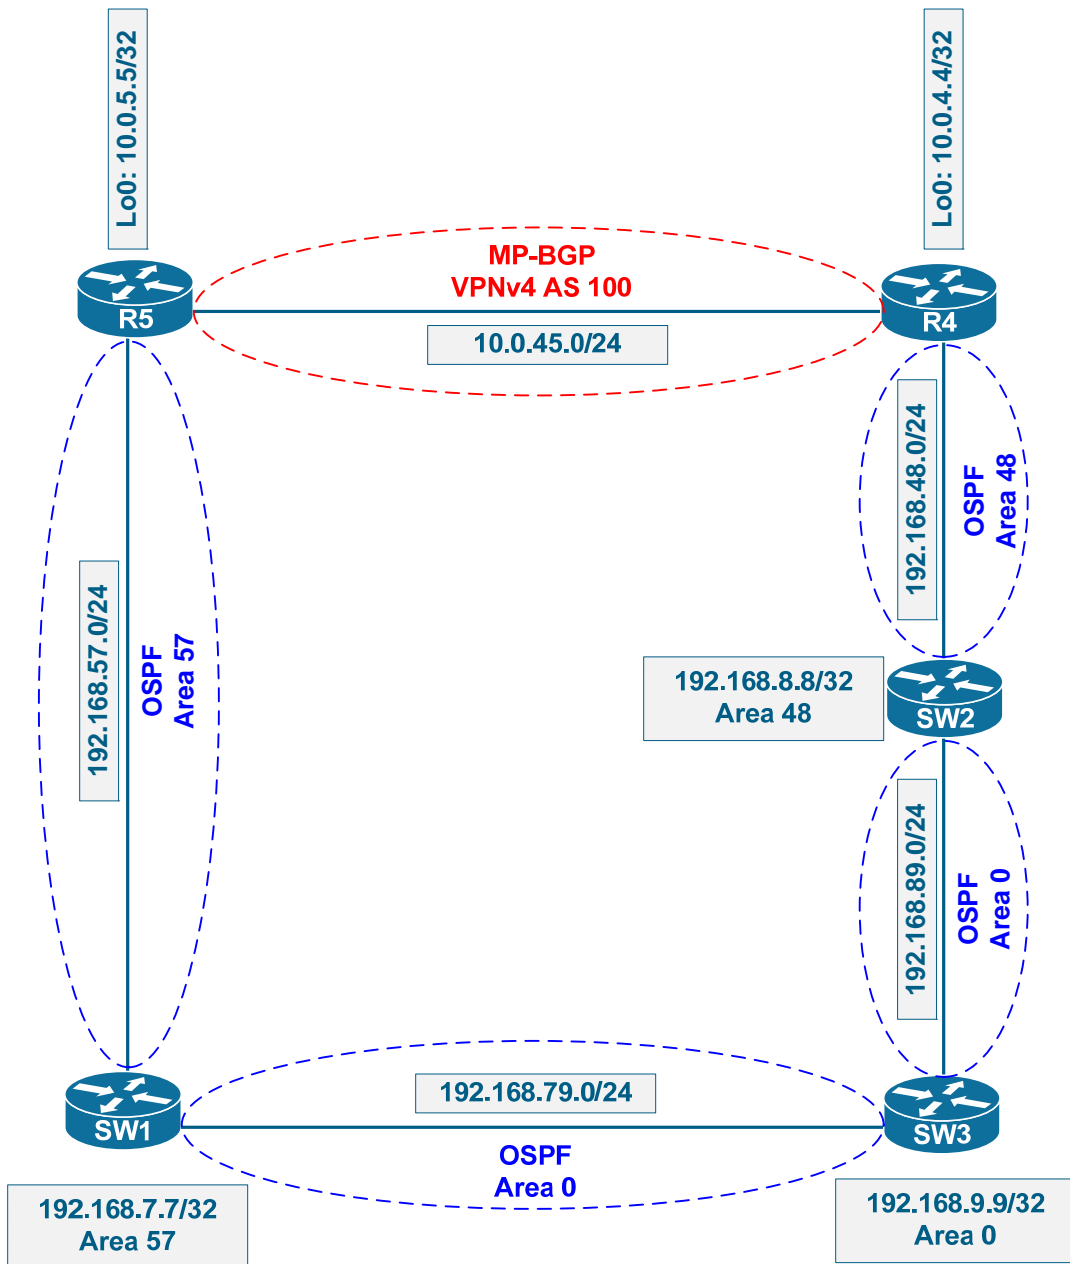 Lo0: 10.0.5.5/32
Lo0: 10.0.4.4/32
MP-BGP
VPNv4 AS 100
R5
R4
10.0.45.0/24
192.168.48.0/24
OSPF
Area 48
192.168.57.0/24
OSPF
Area 57
192.168.8.8/32
Area 48
SW2
192.168.89.0/24
OSPF
Area 0
192.168.79.0/24
SW1
SW3
OSPF
Area 0
192.168.7.7/32
Area 57
192.168.9.9/32
Area 0